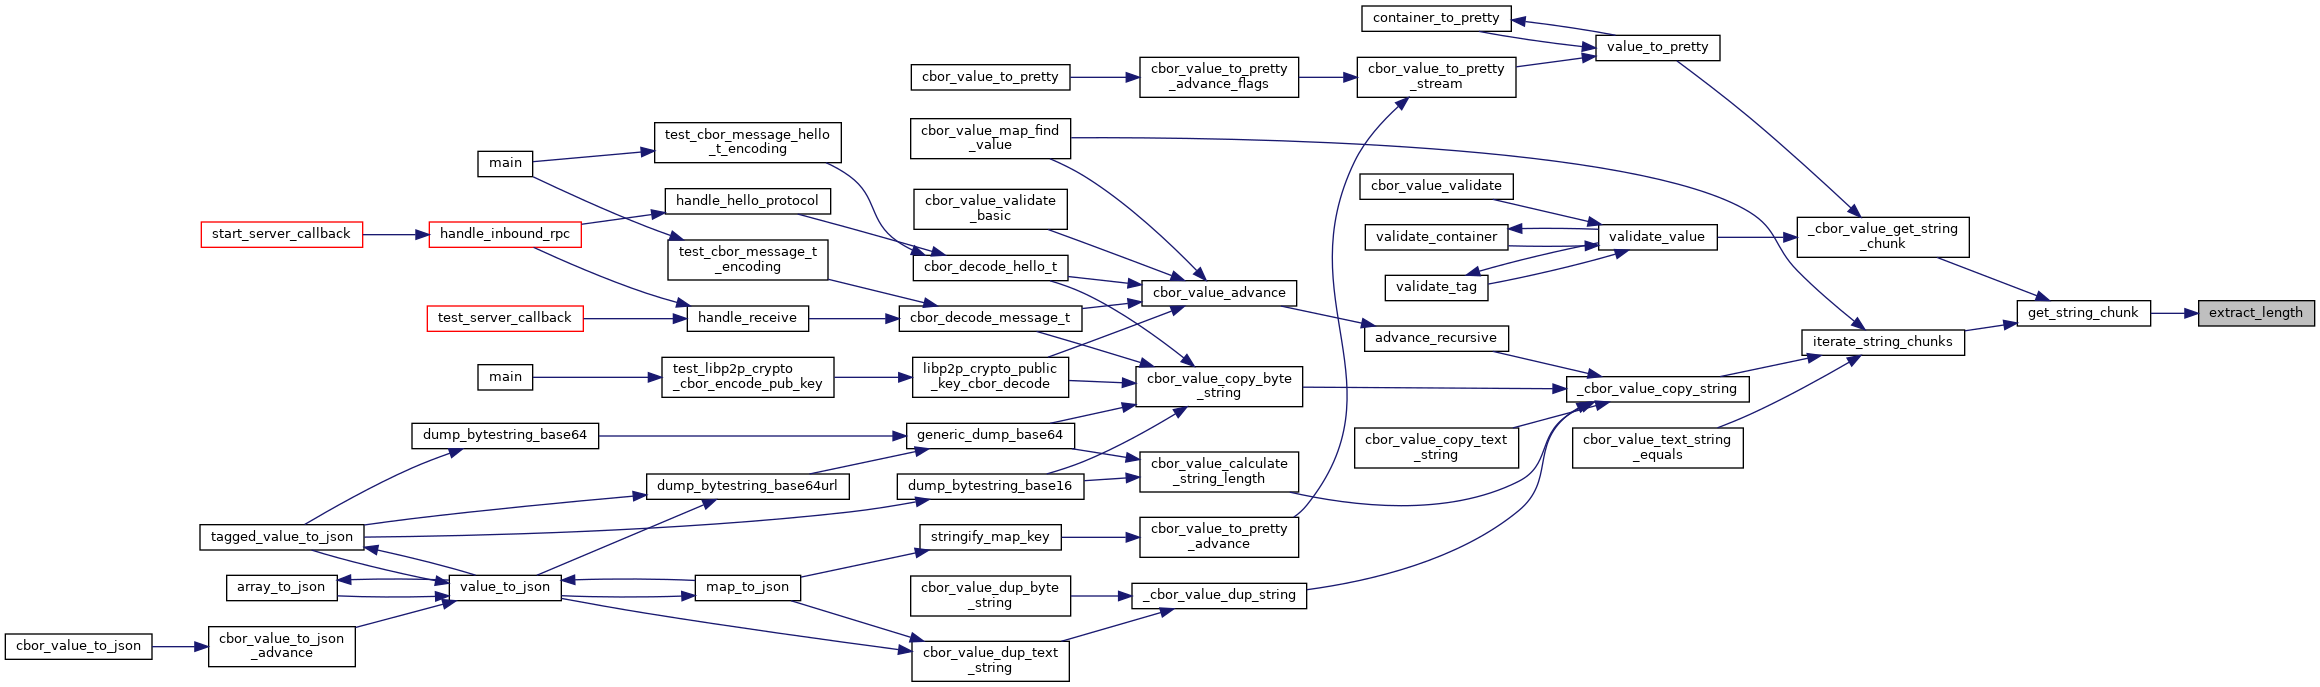 container_to_pretty
value_to_pretty
cbor_value_to_pretty
cbor_value_to_pretty
_advance_flags
cbor_value_to_pretty
_stream
cbor_value_map_find
_value
test_cbor_message_hello
_t_encoding
main
cbor_value_validate
handle_hello_protocol
cbor_value_validate
_basic
start_server_callback
handle_inbound_rpc
validate_container
validate_value
_cbor_value_get_string
_chunk
test_cbor_message_t
_encoding
cbor_decode_hello_t
validate_tag
cbor_value_advance
get_string_chunk
extract_length
test_server_callback
handle_receive
cbor_decode_message_t
advance_recursive
iterate_string_chunks
main
test_libp2p_crypto
_cbor_encode_pub_key
libp2p_crypto_public
_key_cbor_decode
cbor_value_copy_byte
_string
_cbor_value_copy_string
dump_bytestring_base64
generic_dump_base64
cbor_value_copy_text
_string
cbor_value_text_string
_equals
cbor_value_calculate
_string_length
dump_bytestring_base64url
dump_bytestring_base16
tagged_value_to_json
stringify_map_key
cbor_value_to_pretty
_advance
array_to_json
value_to_json
map_to_json
cbor_value_dup_byte
_string
_cbor_value_dup_string
cbor_value_to_json
cbor_value_to_json
_advance
cbor_value_dup_text
_string